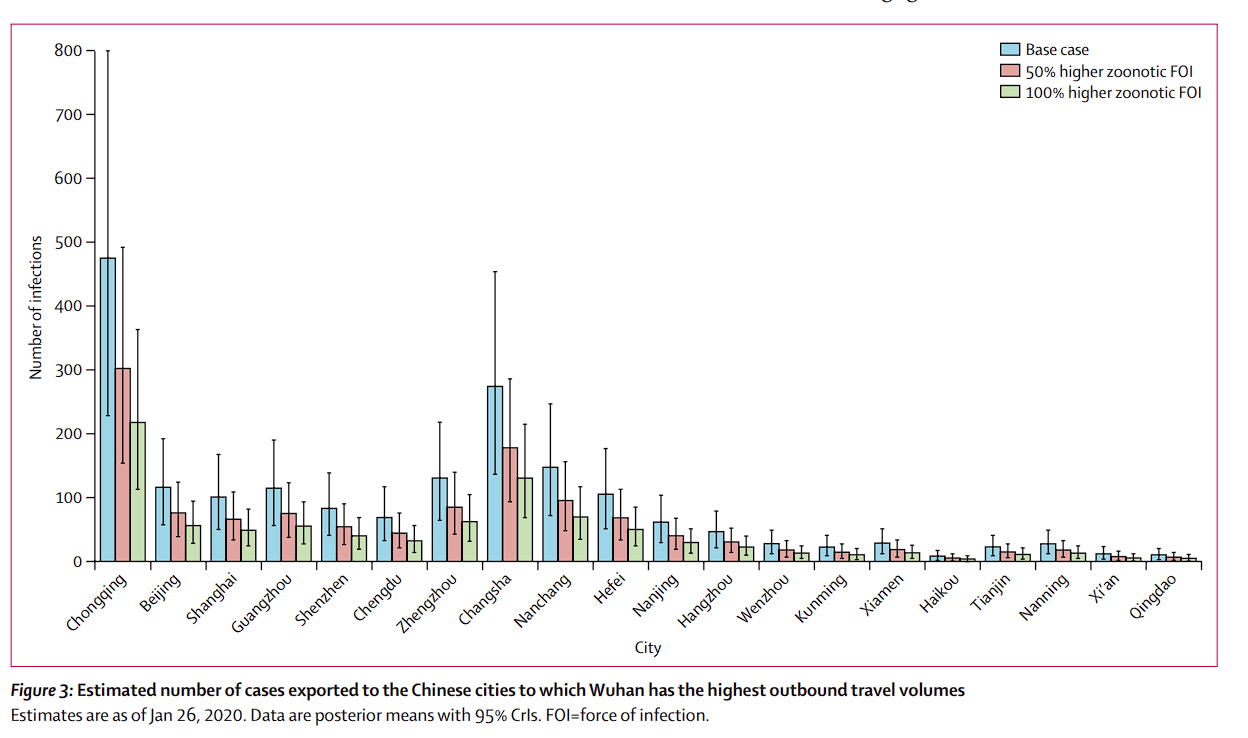 800
700
600
500
400
300
200
100
0
Number of infections
Base case
50% higher zoonotic FOI
100% higher zoonotic FOI
Chongqing
Beijing
Shanghai
Guangzhou
Shenzhen
Chengdu
Zhengzhou
Changsha
Nanchang
Hefei
Nanjing
Hangzhou
Wenzhou
Kunming
Xiamen
Haikou
Tianjin
Nanning
Xi'an
Qingdao
City
Figure 3: Estimated number of cases exported to the Chinese cities to which Wuhan has the highest outbound travel volumes
Estimates are as of Jan 26, 2020. Data are posterior means with 95% CrIs. FOI=force of infection.